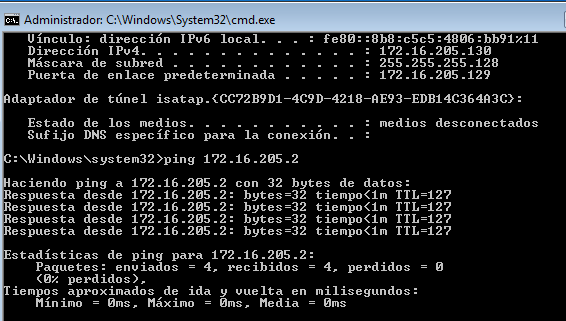 Administrador: C:\Windows\System32\cmd.exe
Vínculo: dirección IPv6 local. . . : fe80::8b8:c5c5:4806:bb91%11
Dirección IPv4. . . . . . . . . . . . . . : 172.16.205.130
Máscara de subred . . . . . . . . . . . . : 255.255.255.128
Puerta de enlace predeterminada . . . . . : 172.16.205.129
Adaptador de túnel isatap.{CC72B9D1-4C9D-4218-AE93-EDB14C364A3C}:
Estado de los medios. . . . . . . . . . . : medios desconectados
Sufijo DNS específico para la conexión. . :
C:\Windows\system32>ping 172.16.205.2
Haciendo ping a 172.16.205.2 con 32 bytes de datos:
Respuesta desde 172.16.205.2: bytes=32 tiempo<1m TTL=127
Respuesta desde 172.16.205.2: bytes=32 tiempo<1m TTL=127
Respuesta desde 172.16.205.2: bytes=32 tiempo<1m TTL=127
Respuesta desde 172.16.205.2: bytes=32 tiempo<1m TTL=127
Estadísticas de ping para 172.16.205.2:
Paquetes: enviados = 4, recibidos = 4, perdidos = 0
(0% perdidos),
Tiempos aproximados de ida y vuelta en milisegundos:
Mínimo = 0ms, Máximo = 0ms, Media = 0ms